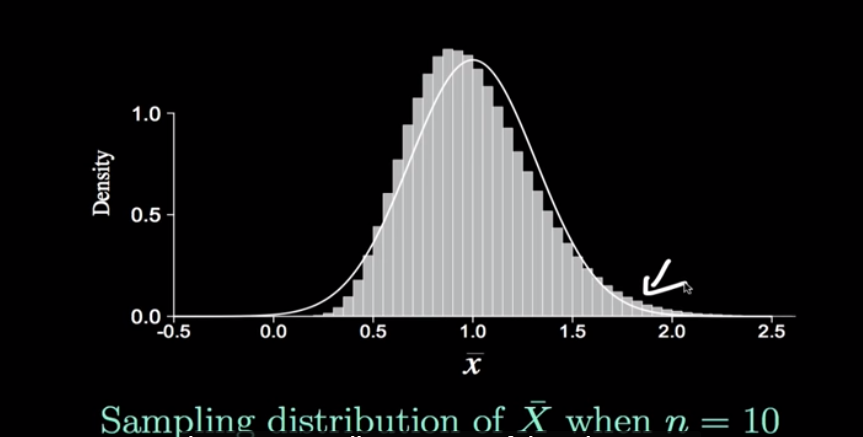 Density
1.0
0.5
0.0
-0.5 0.0 0.5 1.0 1.5 2.0 2.5
x̄
Sampling distribution of X̄ when n = 10